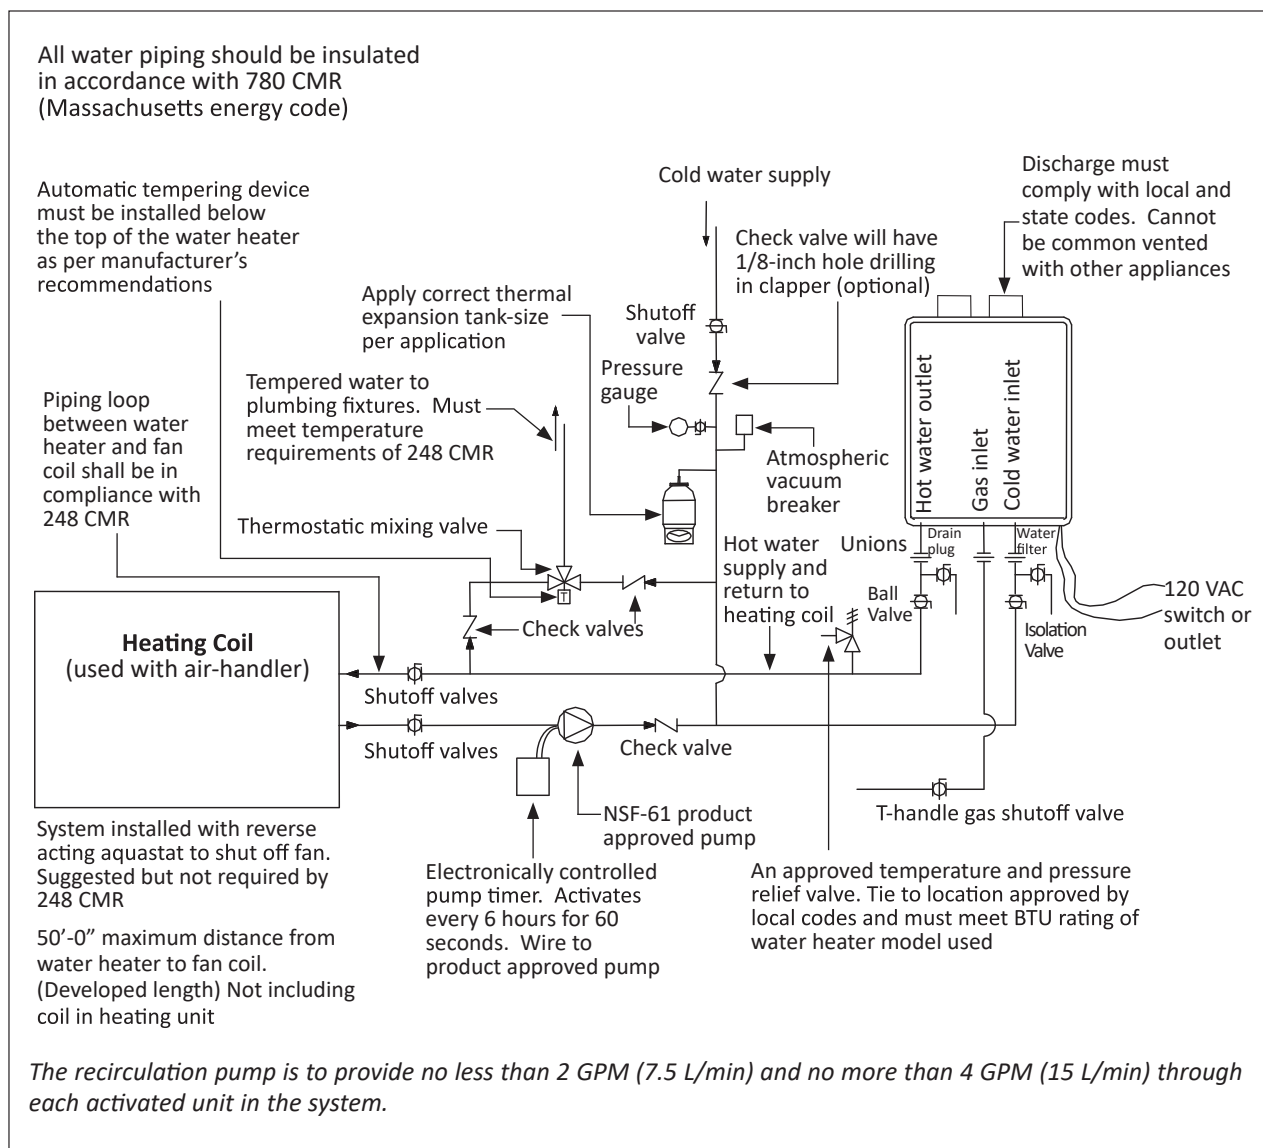 All water piping should be insulated
in accordance with 780 CMR
(Massachusetts energy code)
Automatic tempering device
must be installed below
the top of the water heater
as per manufacturer's
recommendations
Cold water supply
Discharge must
comply with local and
state codes.  Cannot
be common vented
with other appliances
Check valve will have
1/8-inch hole drilling
in clapper (optional)
Apply correct thermal
expansion tank-size
per application
Shutoff
valve
Pressure
gauge
Tempered water to
plumbing fixtures.  Must
meet temperature
requirements of 248 CMR
Piping loop
between water
heater and fan
coil shall be in
compliance with
248 CMR
Atmospheric
vacuum
breaker
Hot water outlet
Gas inlet
Cold water inlet
Thermostatic mixing valve
Hot water
supply and
return to
heating coil
Unions
Drain
plug
Water
filter
Ball
Valve
Isolation
Valve
120 VAC
switch or
outlet
T
Check valves
Heating Coil
(used with air-handler)
Shutoff valves
Shutoff valves
Check valve
T-handle gas shutoff valve
NSF-61 product
approved pump
System installed with reverse
acting aquastat to shut off fan.
Suggested but not required by
248 CMR
50'-0" maximum distance from
water heater to fan coil.
(Developed length) Not including
coil in heating unit
Electronically controlled
pump timer.  Activates
every 6 hours for 60
seconds.  Wire to
product approved pump
An approved temperature and pressure
relief valve. Tie to location approved by
local codes and must meet BTU rating of
water heater model used
The recirculation pump is to provide no less than 2 GPM (7.5 L/min) and no more than 4 GPM (15 L/min) through
each activated unit in the system.